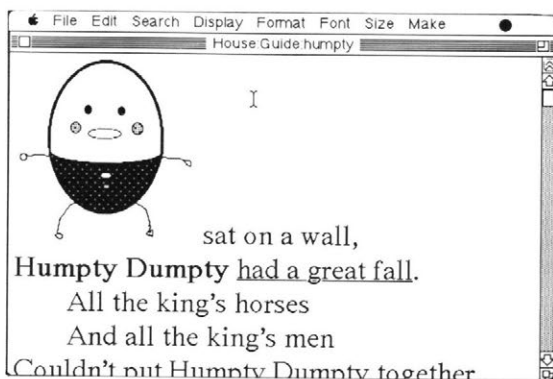 File Edit Search Display Format Font Size Make
House Guide:humpty
sat on a wall,
Humpty Dumpty had a great fall.
All the king's horses
And all the king's men
Couldn't put Humpty Dumpty together